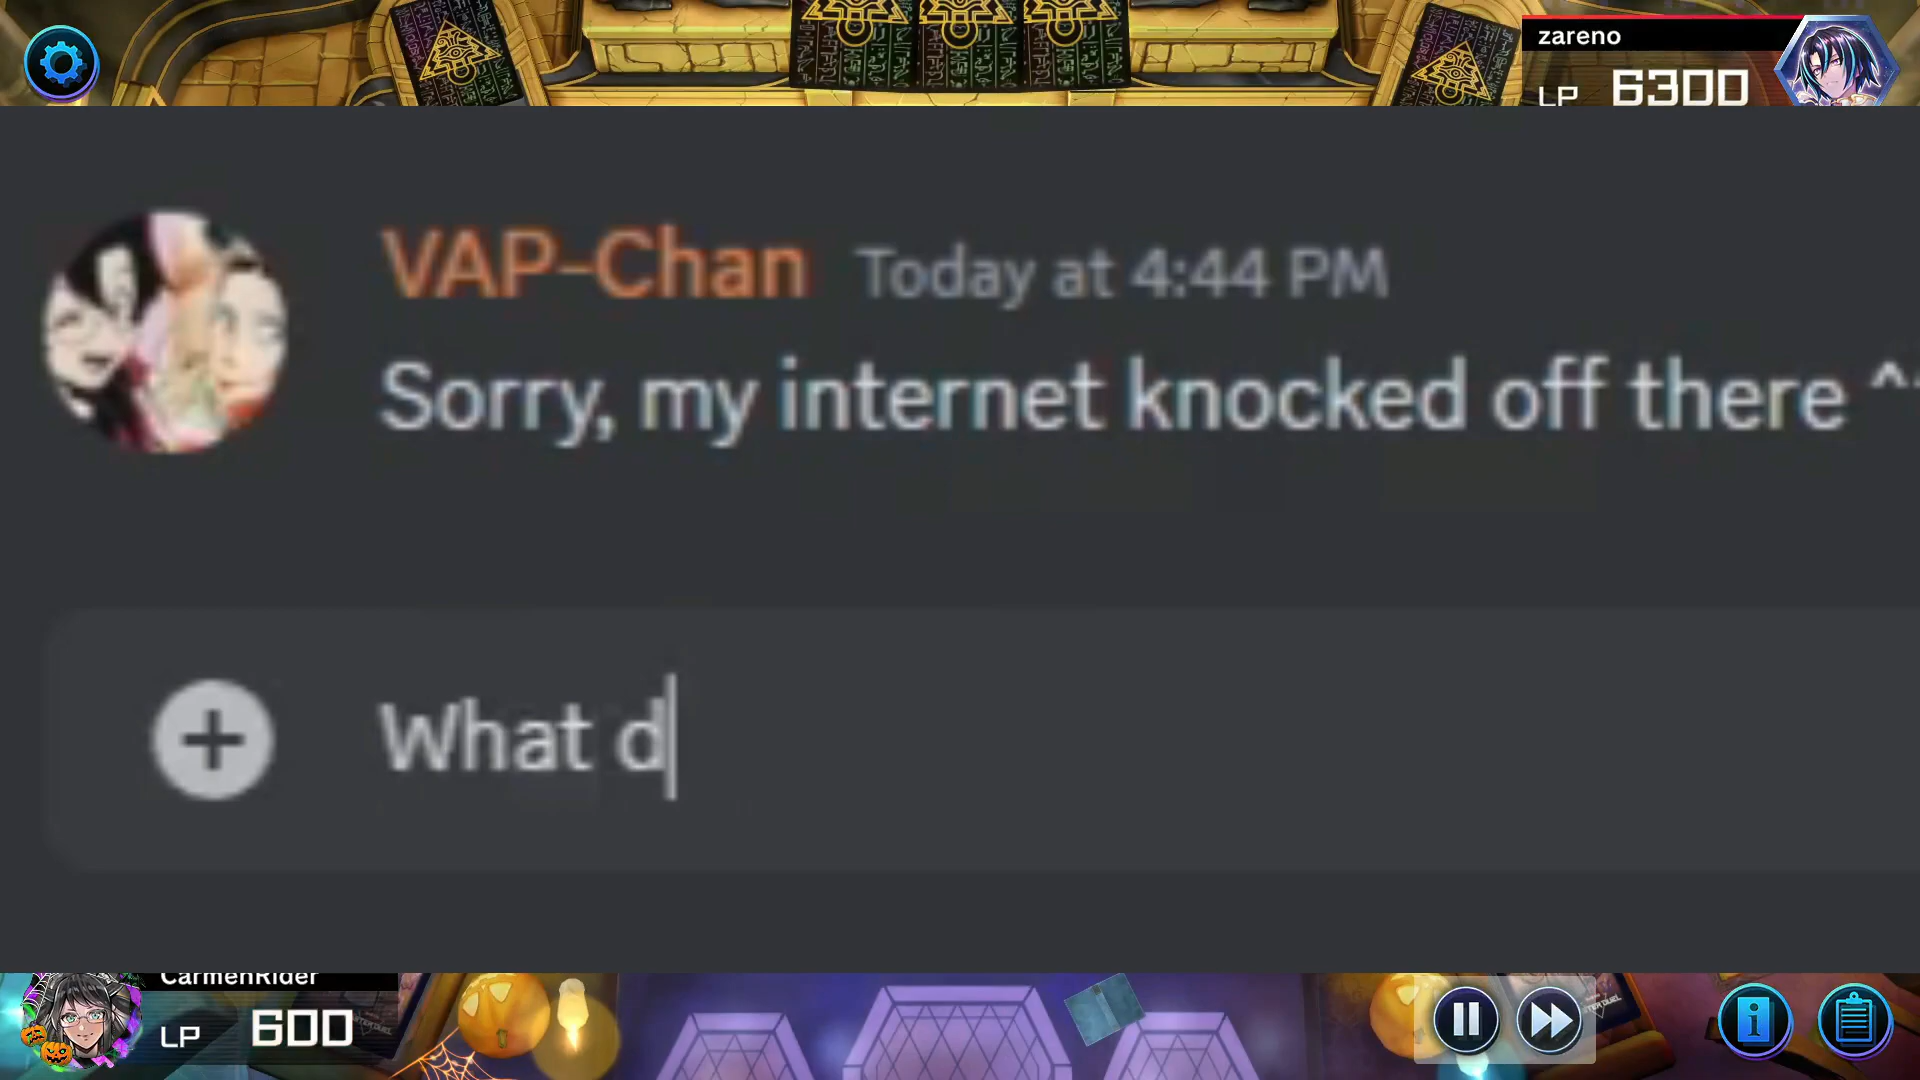 zareno
LP 6300
VAP-Chan Today at 4:44 PM
Sorry, my internet knocked off there ^
What d
CarmenRider
LP 600